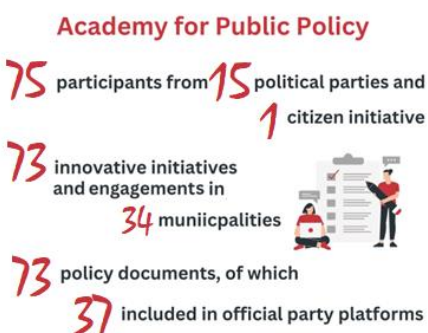 Academy for Public Policy
75 participants from 15 political parties and
1 citizen initiative
73 innovative initiatives
and engagements in
34 muniicpalities
73 policy documents, of which
37 included in official party platforms